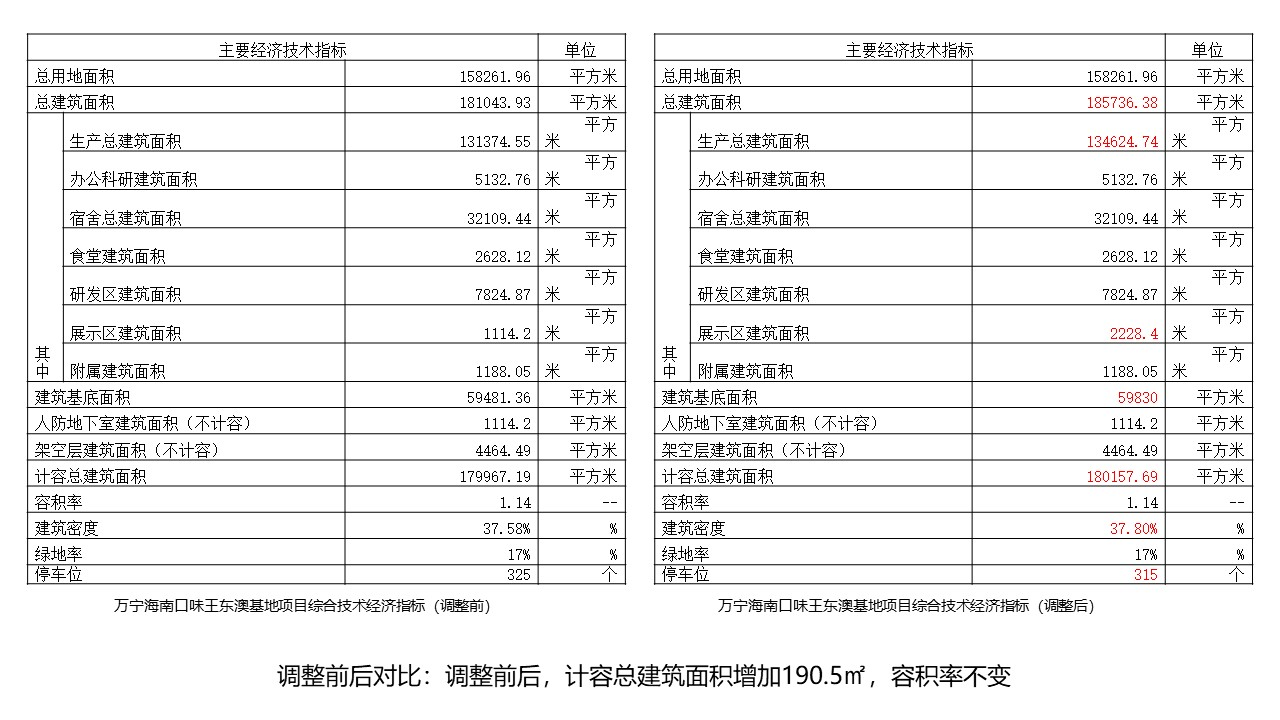 主要经济技术指标 单位
总用地面积 158261.96 平方米
总建筑面积 181043.93 平方米
其中
生产总建筑面积 131374.55 平方米
办公科研建筑面积 5132.76 平方米
宿舍总建筑面积 32109.44 平方米
食堂建筑面积 2628.12 平方米
研发区建筑面积 7824.87 平方米
展示区建筑面积 1114.2 平方米
附属建筑面积 1188.05 平方米
建筑基底面积 59481.36 平方米
人防地下室建筑面积（不计容） 1114.2 平方米
架空层建筑面积（不计容） 4464.49 平方米
计容总建筑面积 179967.19 平方米
容积率 1.14 --
建筑密度 37.58% %
绿地率 17% %
停车位 325 个
万宁海南口味王东澳基地项目综合技术经济指标（调整前）
主要经济技术指标 单位
总用地面积 158261.96 平方米
总建筑面积 185736.38 平方米
其中
生产总建筑面积 134624.74 平方米
办公科研建筑面积 5132.76 平方米
宿舍总建筑面积 32109.44 平方米
食堂建筑面积 2628.12 平方米
研发区建筑面积 7824.87 平方米
展示区建筑面积 2228.4 平方米
附属建筑面积 1188.05 平方米
建筑基底面积 59830 平方米
人防地下室建筑面积（不计容） 1114.2 平方米
架空层建筑面积（不计容） 4464.49 平方米
计容总建筑面积 180157.69 平方米
容积率 1.14 --
建筑密度 37.80% %
绿地率 17% %
停车位 315 个
万宁海南口味王东澳基地项目综合技术经济指标（调整后）
调整前后对比：调整前后，计容总建筑面积增加190.5㎡，容积率不变